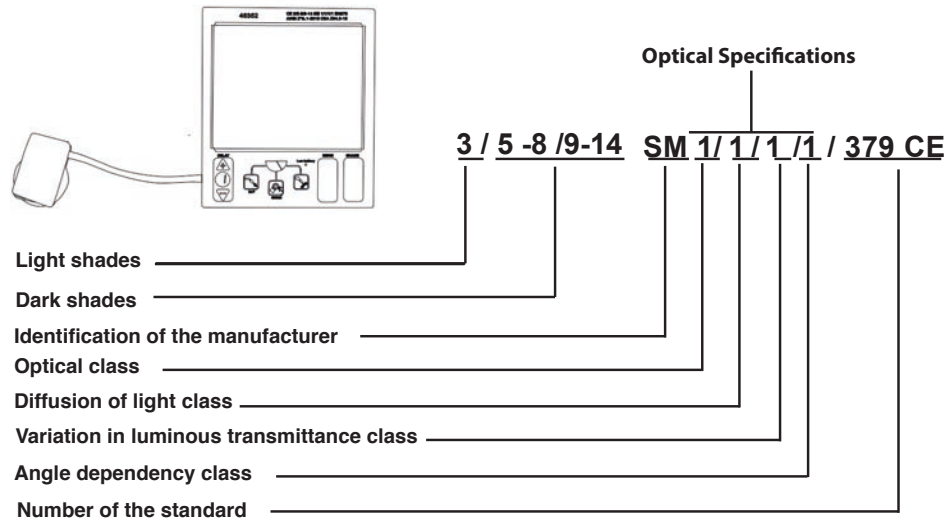 46352
Optical Specifications
3 / 5 -8 /9-14 SM 1/ 1 / 1 /1 / 379 CE
DELAY
Light shades
Dark shades
Identification of the manufacturer
Optical class
Diffusion of light class
Variation in luminous transmittance class
Angle dependency class
Number of the standard